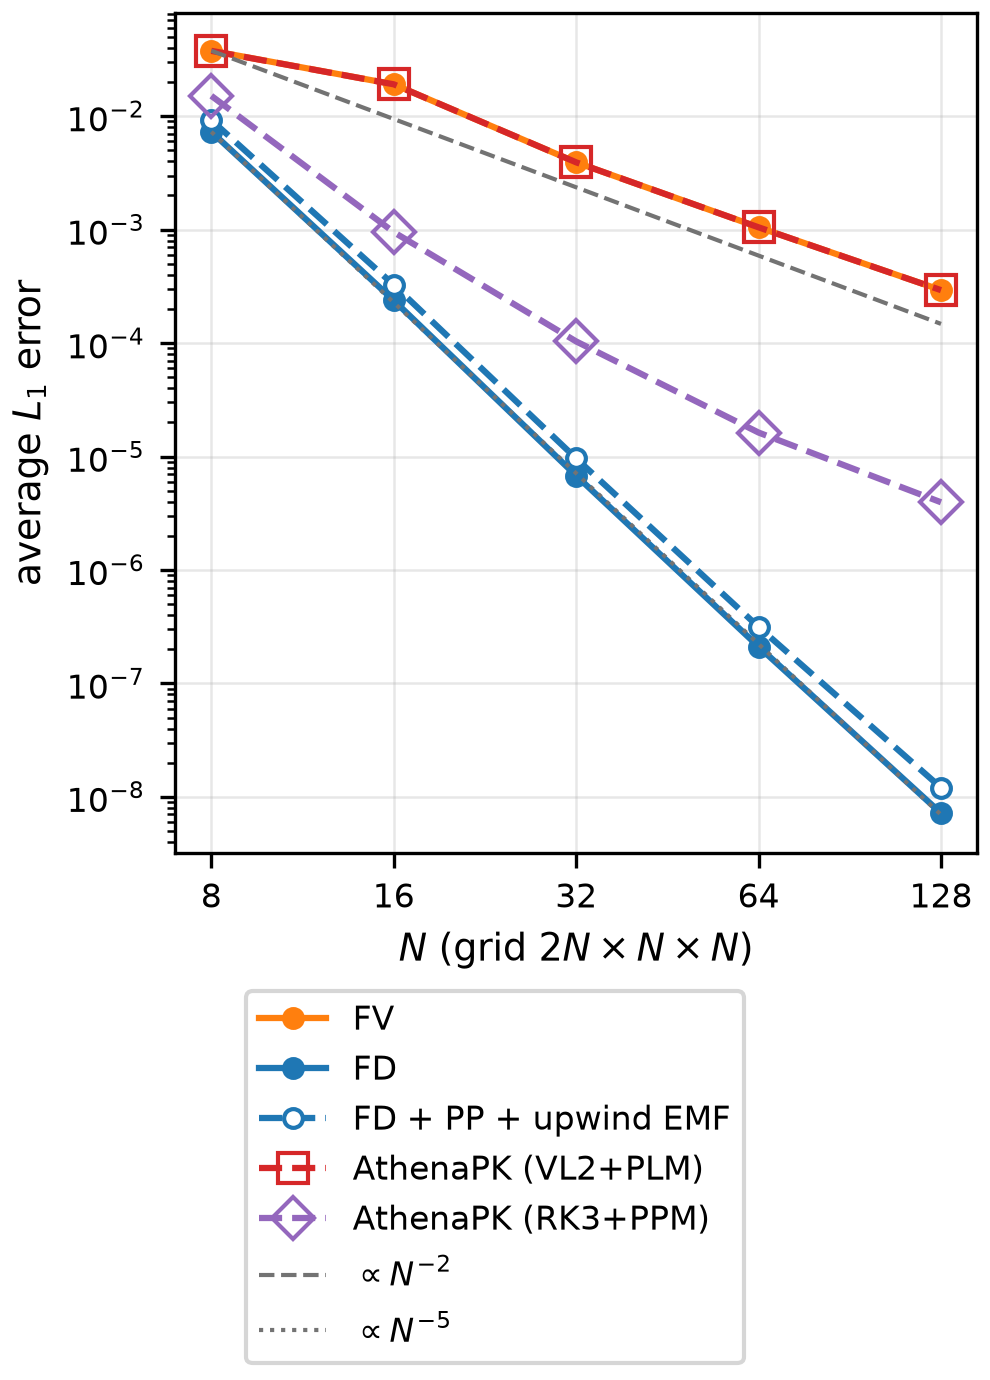 average L₁ error
10⁻²
10⁻³
10⁻⁴
10⁻⁵
10⁻⁶
10⁻⁷
10⁻⁸
8 16 32 64 128
N (grid 2N × N × N)
FV
FD
FD + PP + upwind EMF
AthenaPK (VL2+PLM)
AthenaPK (RK3+PPM)
∝ N⁻²
∝ N⁻⁵